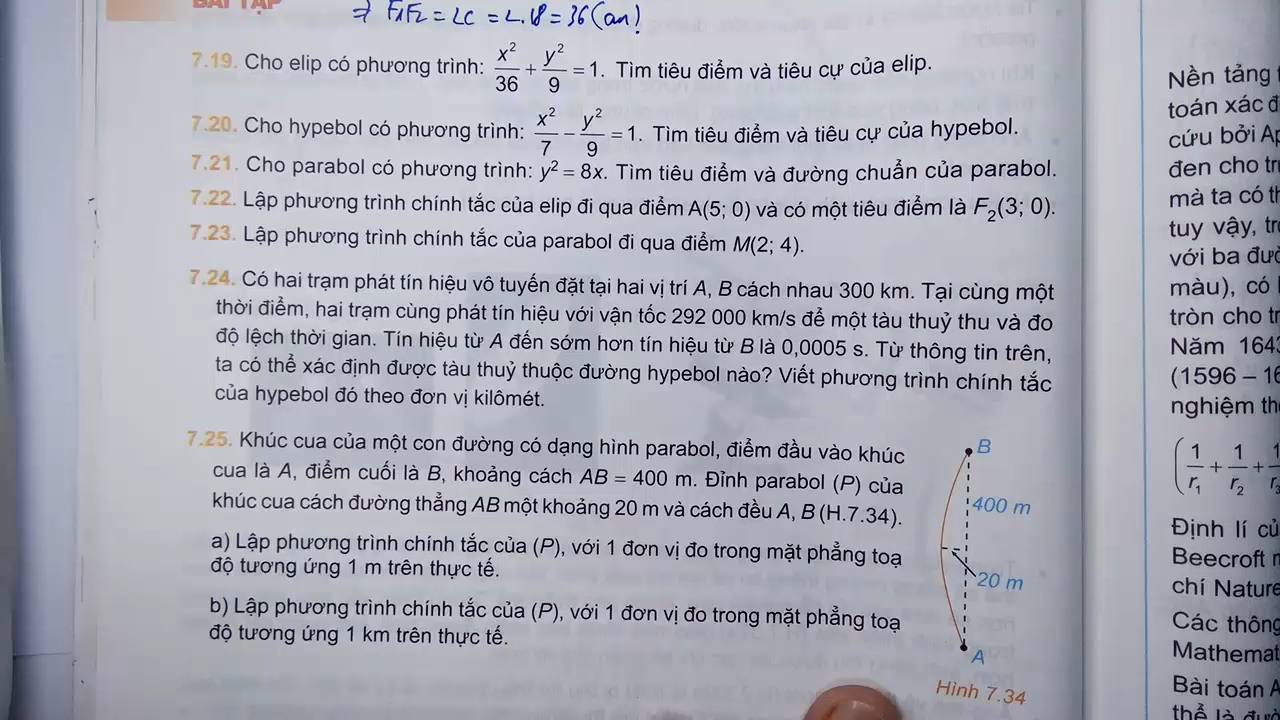 BÀI TẬP
⇒ F₁F₂ = 2c = 2.18 = 36 (cm)
7.19. Cho elip có phương trình: x²/36 + y²/9 = 1. Tìm tiêu điểm và tiêu cự của elip.
7.20. Cho hypebol có phương trình: x²/7 − y²/9 = 1. Tìm tiêu điểm và tiêu cự của hypebol.
7.21. Cho parabol có phương trình: y² = 8x. Tìm tiêu điểm và đường chuẩn của parabol.
7.22. Lập phương trình chính tắc của elip đi qua điểm A(5; 0) và có một tiêu điểm là F₂(3; 0).
7.23. Lập phương trình chính tắc của parabol đi qua điểm M(2; 4).
7.24. Có hai trạm phát tín hiệu vô tuyến đặt tại hai vị trí A, B cách nhau 300 km. Tại cùng một
thời điểm, hai trạm cùng phát tín hiệu với vận tốc 292 000 km/s để một tàu thuỷ thu và đo
độ lệch thời gian. Tín hiệu từ A đến sớm hơn tín hiệu từ B là 0,0005 s. Từ thông tin trên,
ta có thể xác định được tàu thuỷ thuộc đường hypebol nào? Viết phương trình chính tắc
của hypebol đó theo đơn vị kilômét.
7.25. Khúc cua của một con đường có dạng hình parabol, điểm đầu vào khúc
cua là A, điểm cuối là B, khoảng cách AB = 400 m. Đỉnh parabol (P) của
khúc cua cách đường thẳng AB một khoảng 20 m và cách đều A, B (H.7.34).
a) Lập phương trình chính tắc của (P), với 1 đơn vị đo trong mặt phẳng toạ
độ tương ứng 1 m trên thực tế.
b) Lập phương trình chính tắc của (P), với 1 đơn vị đo trong mặt phẳng toạ
độ tương ứng 1 km trên thực tế.
B
400 m
20 m
A
Hình 7.34
Nền tảng
toán xác
cứu bởi
đen cho
mà ta có
tuy vậy,
với ba
màu), có
tròn cho
Năm
(1596 –
nghiệm
(1/r₁ + 1/r₂ +
Định lí
Beecroft
chí Nature
Các thông
Mathemat
Bài toán
thể là